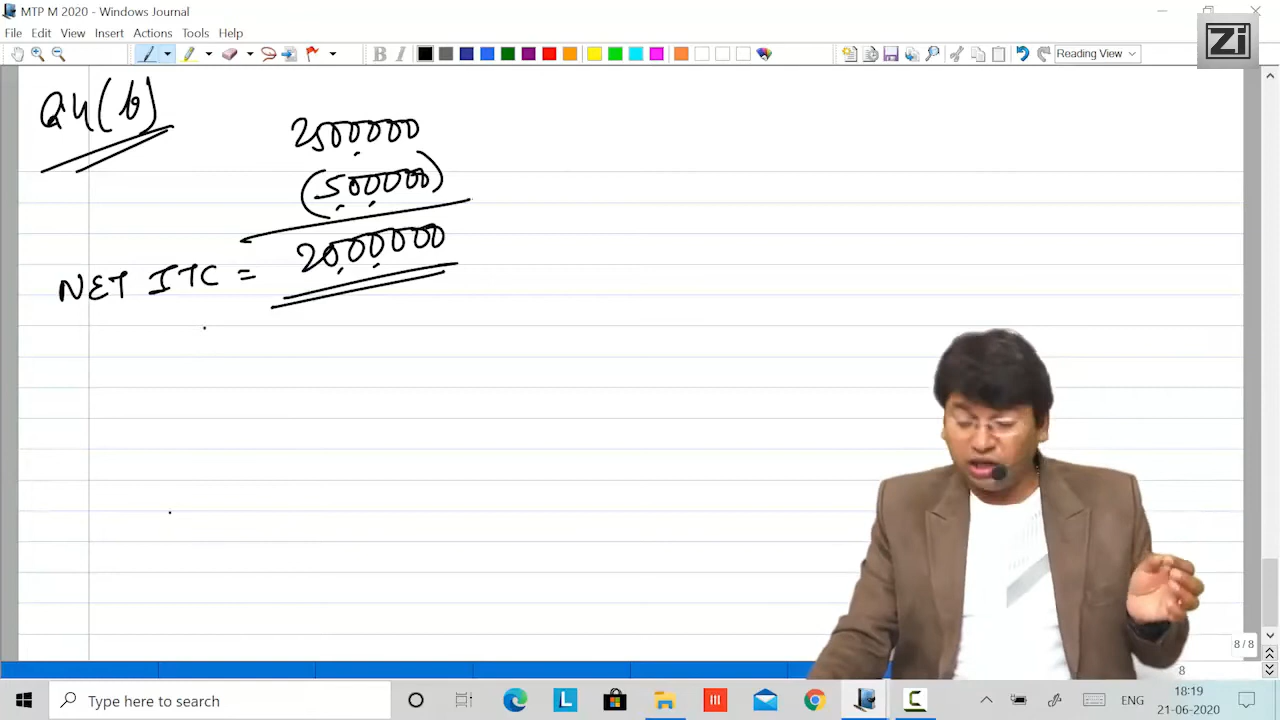 MTP M 2020 - Windows Journal
File Edit View Insert Actions Tools Help
B I Reading View
Zi
Q4(b)
2500000
(500000)
NET ITC = 2000000
8 / 8
8
Type here to search
L
ENG
18:19
21-06-2020